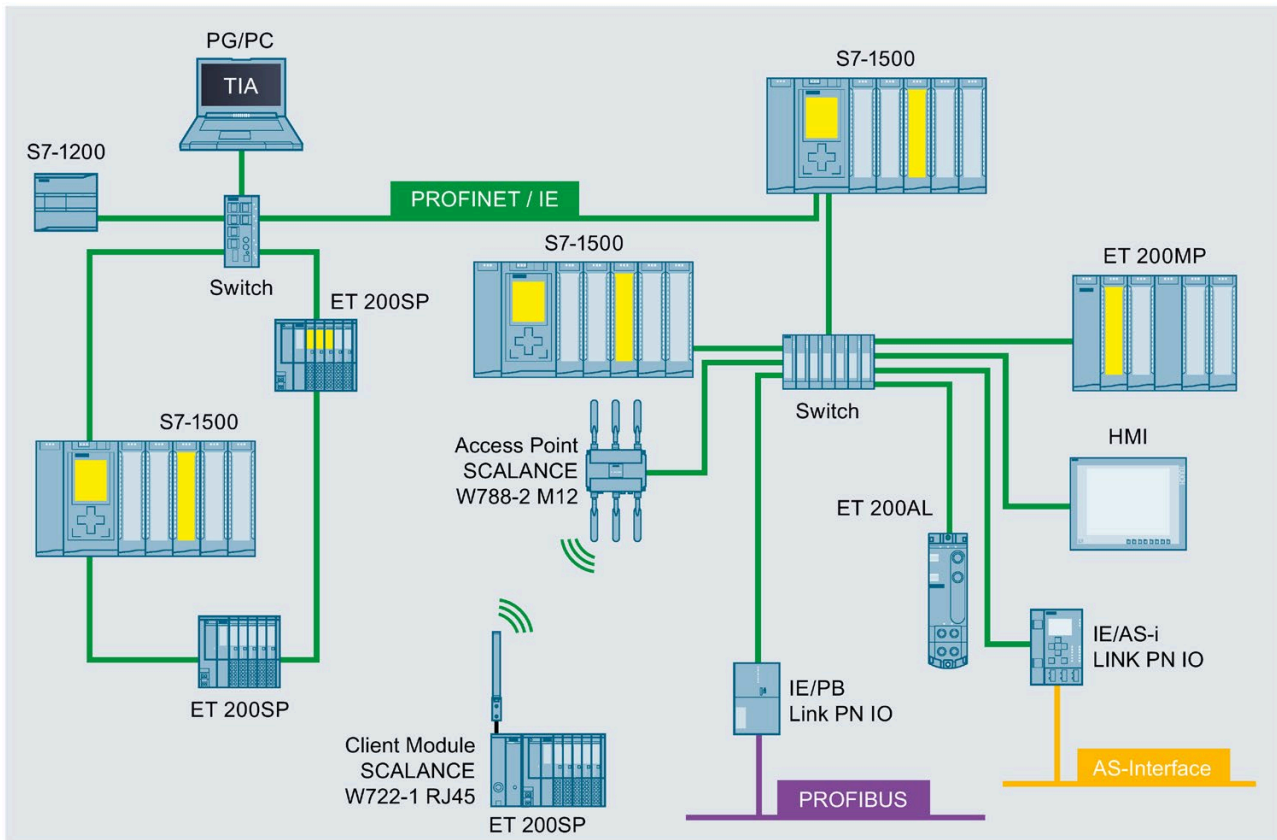 PG/PC
TIA
S7-1500
S7-1200
PROFINET / IE
S7-1500
ET 200MP
Switch
ET 200SP
Switch
S7-1500
HMI
Access Point
SCALANCE
W788-2 M12
ET 200AL
IE/AS-i
LINK PN IO
IE/PB
Link PN IO
ET 200SP
Client Module
SCALANCE
W722-1 RJ45
AS-Interface
PROFIBUS
ET 200SP